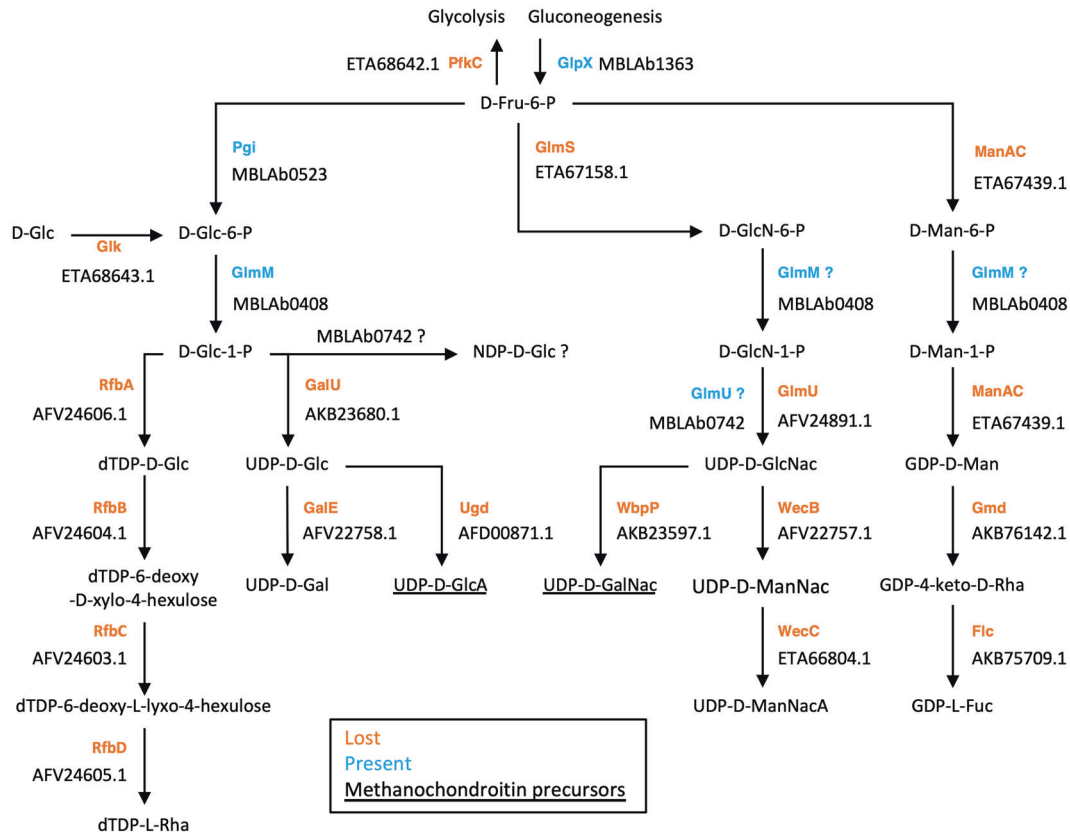 Glycolysis Gluconeogenesis
ETA68642.1 PfkC GlpX MBLAb1363
D-Fru-6-P
Pgi
MBLAb0523
GlmS
ETA67158.1
ManAC
ETA67439.1
D-Glc D-Glc-6-P D-GlcN-6-P D-Man-6-P
Glk
ETA68643.1
GlmM
MBLAb0408
GlmM ?
MBLAb0408
GlmM ?
MBLAb0408
MBLAb0742 ?
D-Glc-1-P NDP-D-Glc ? D-GlcN-1-P D-Man-1-P
RfbA
AFV24606.1
GalU
AKB23680.1
GlmU ?
MBLAb0742
GlmU
AFV24891.1
ManAC
ETA67439.1
dTDP-D-Glc UDP-D-Glc UDP-D-GlcNac GDP-D-Man
RfbB
AFV24604.1
GalE
AFV22758.1
Ugd
AFD00871.1
WbpP
AKB23597.1
WecB
AFV22757.1
Gmd
AKB76142.1
dTDP-6-deoxy
-D-xylo-4-hexulose
UDP-D-Gal UDP-D-GlcA UDP-D-GalNac UDP-D-ManNac GDP-4-keto-D-Rha
RfbC
AFV24603.1
WecC
ETA66804.1
Flc
AKB75709.1
dTDP-6-deoxy-L-lyxo-4-hexulose UDP-D-ManNacA GDP-L-Fuc
RfbD
AFV24605.1
dTDP-L-Rha
Lost
Present
Methanochondroitin precursors